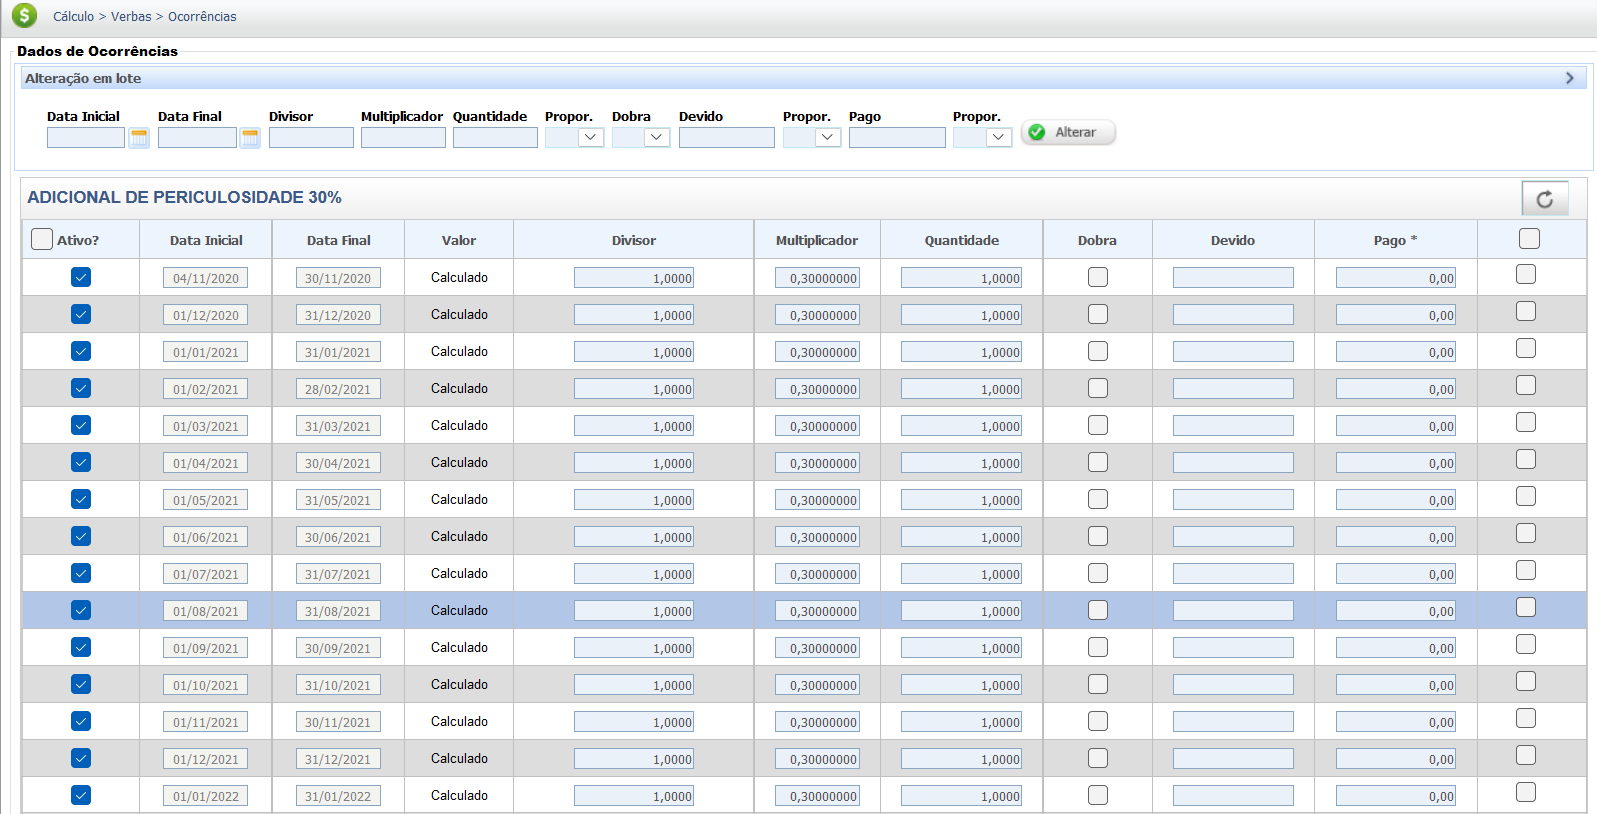 Cálculo > Verbas > Ocorrências
Dados de Ocorrências
Alteração em lote
Data Inicial Data Final Divisor Multiplicador Quantidade Propor. Dobra Devido Propor. Pago Propor.
Alterar
ADICIONAL DE PERICULOSIDADE 30%
Ativo? Data Inicial Data Final Valor Divisor Multiplicador Quantidade Dobra Devido Pago *
04/11/2020 30/11/2020 Calculado 1,0000 0,30000000 1,0000 0,00
01/12/2020 31/12/2020 Calculado 1,0000 0,30000000 1,0000 0,00
01/01/2021 31/01/2021 Calculado 1,0000 0,30000000 1,0000 0,00
01/02/2021 28/02/2021 Calculado 1,0000 0,30000000 1,0000 0,00
01/03/2021 31/03/2021 Calculado 1,0000 0,30000000 1,0000 0,00
01/04/2021 30/04/2021 Calculado 1,0000 0,30000000 1,0000 0,00
01/05/2021 31/05/2021 Calculado 1,0000 0,30000000 1,0000 0,00
01/06/2021 30/06/2021 Calculado 1,0000 0,30000000 1,0000 0,00
01/07/2021 31/07/2021 Calculado 1,0000 0,30000000 1,0000 0,00
01/08/2021 31/08/2021 Calculado 1,0000 0,30000000 1,0000 0,00
01/09/2021 30/09/2021 Calculado 1,0000 0,30000000 1,0000 0,00
01/10/2021 31/10/2021 Calculado 1,0000 0,30000000 1,0000 0,00
01/11/2021 30/11/2021 Calculado 1,0000 0,30000000 1,0000 0,00
01/12/2021 31/12/2021 Calculado 1,0000 0,30000000 1,0000 0,00
01/01/2022 31/01/2022 Calculado 1,0000 0,30000000 1,0000 0,00